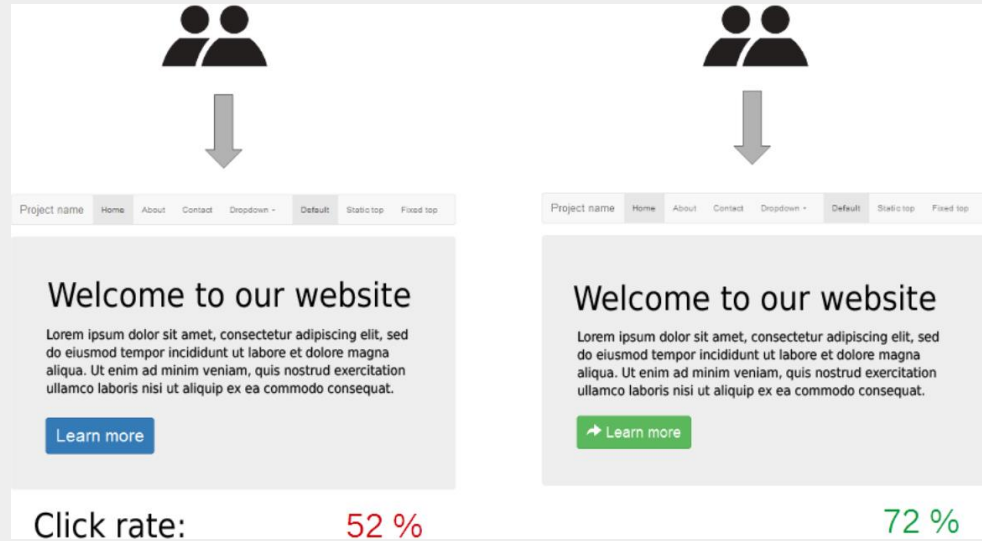 Project name Home About Contact Dropdown Default Static top Fixed top
Welcome to our website
Lorem ipsum dolor sit amet, consectetur adipiscing elit, sed
do eiusmod tempor incididunt ut labore et dolore magna
aliqua. Ut enim ad minim veniam, quis nostrud exercitation
ullamco laboris nisi ut aliquip ex ea commodo consequat.
Learn more
Click rate:
52 %
Project name Home About Contact Dropdown Default Static top Fixed top
Welcome to our website
Lorem ipsum dolor sit amet, consectetur adipiscing elit, sed
do eiusmod tempor incididunt ut labore et dolore magna
aliqua. Ut enim ad minim veniam, quis nostrud exercitation
ullamco laboris nisi ut aliquip ex ea commodo consequat.
Learn more
72 %